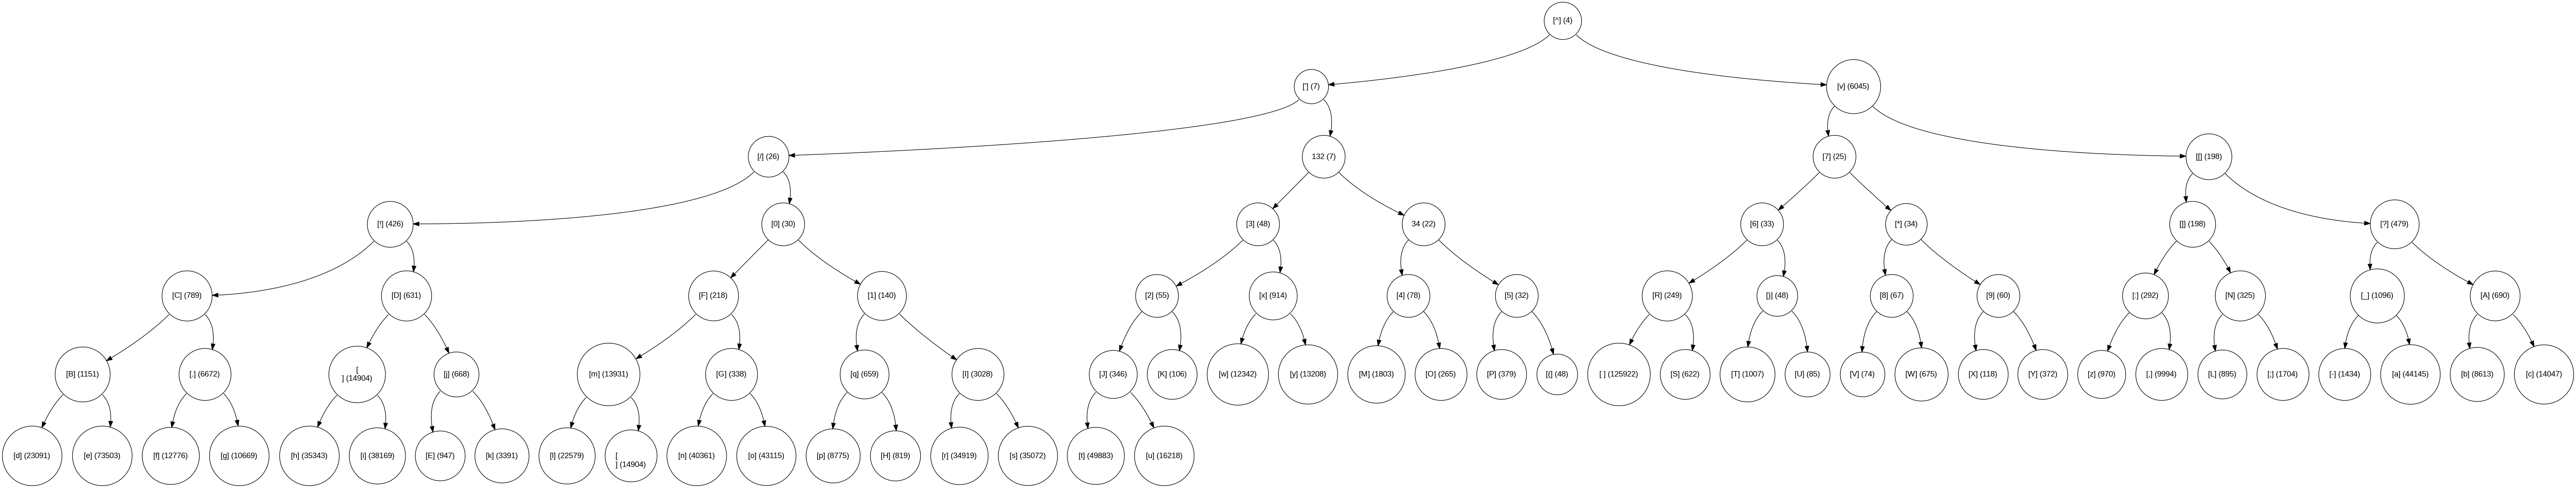 [^] (4)
['] (7)
[v] (6045)
[/] (26)
132 (7)
[7] (25)
[[] (198)
[!] (426)
[0] (30)
[3] (48)
34 (22)
[6] (33)
[*] (34)
[]] (198)
[?] (479)
[C] (789)
[D] (631)
[F] (218)
[1] (140)
[2] (55)
[x] (914)
[4] (78)
[5] (32)
[R] (249)
[)] (48)
[8] (67)
[9] (60)
[:] (292)
[N] (325)
[_] (1096)
[A] (690)
[B] (1151)
[.] (6672)
[
] (14904)
[j] (668)
[m] (13931)
[G] (338)
[q] (659)
[I] (3028)
[J] (346)
[K] (106)
[w] (12342)
[y] (13208)
[M] (1803)
[O] (265)
[P] (379)
[(] (48)
[ ] (125922)
[S] (622)
[T] (1007)
[U] (85)
[V] (74)
[W] (675)
[X] (118)
[Y] (372)
[z] (970)
[,] (9994)
[L] (895)
[;] (1704)
[-] (1434)
[a] (44145)
[b] (8613)
[c] (14047)
[d] (23091)
[e] (73503)
[f] (12776)
[g] (10669)
[h] (35343)
[i] (38169)
[E] (947)
[k] (3391)
[l] (22579)
[
] (14904)
[n] (40361)
[o] (43115)
[p] (8775)
[H] (819)
[r] (34919)
[s] (35072)
[t] (49883)
[u] (16218)